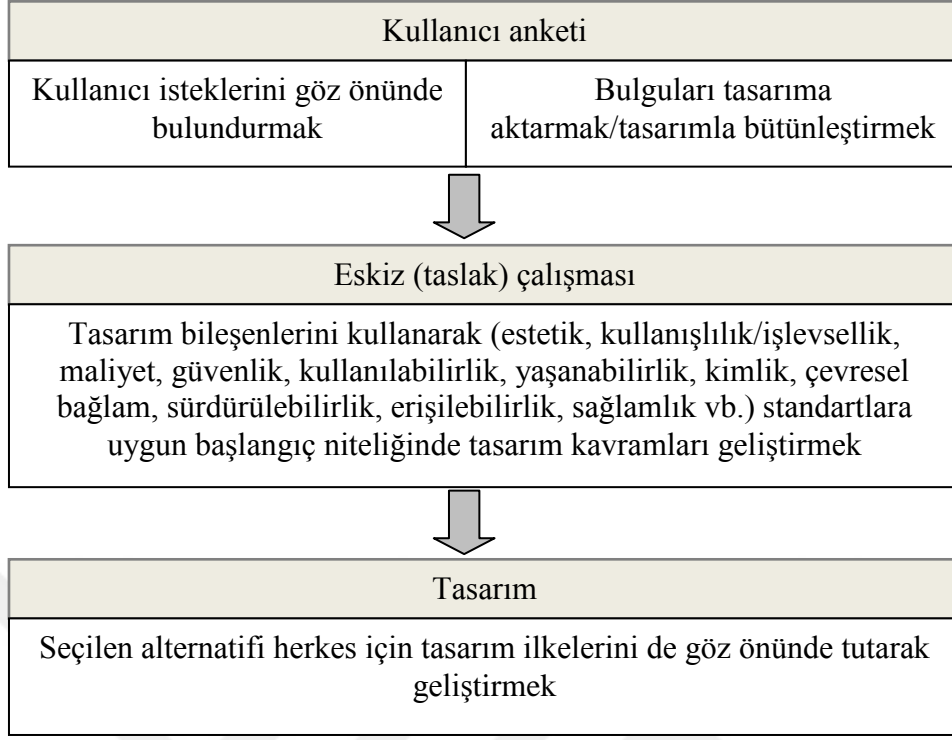 Kullanıcı anketi
Kullanıcı isteklerini göz önünde
bulundurmak
Bulguları tasarıma
aktarmak/tasarımla bütünleştirmek
Eskiz (taslak) çalışması
Tasarım bileşenlerini kullanarak (estetik, kullanışlılık/işlevsellik,
maliyet, güvenlik, kullanılabilirlik, yaşanabilirlik, kimlik, çevresel
bağlam, sürdürülebilirlik, erişilebilirlik, sağlamlık vb.) standartlara
uygun başlangıç niteliğinde tasarım kavramları geliştirmek
Tasarım
Seçilen alternatifi herkes için tasarım ilkelerini de göz önünde tutarak
geliştirmek